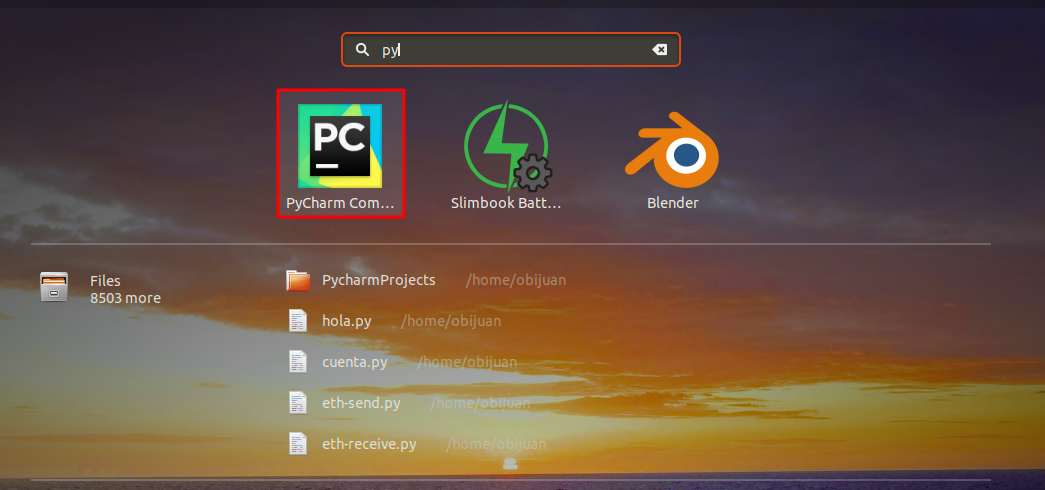 py
PC
PyCharm Com...
Slimbook Batt...
Blender
Files
8503 more
PycharmProjects /home/obijuan
hola.py /home/obijuan
cuenta.py /home/obijuan
eth-send.py /home/obijuan
eth-receive.py /home/obijuan